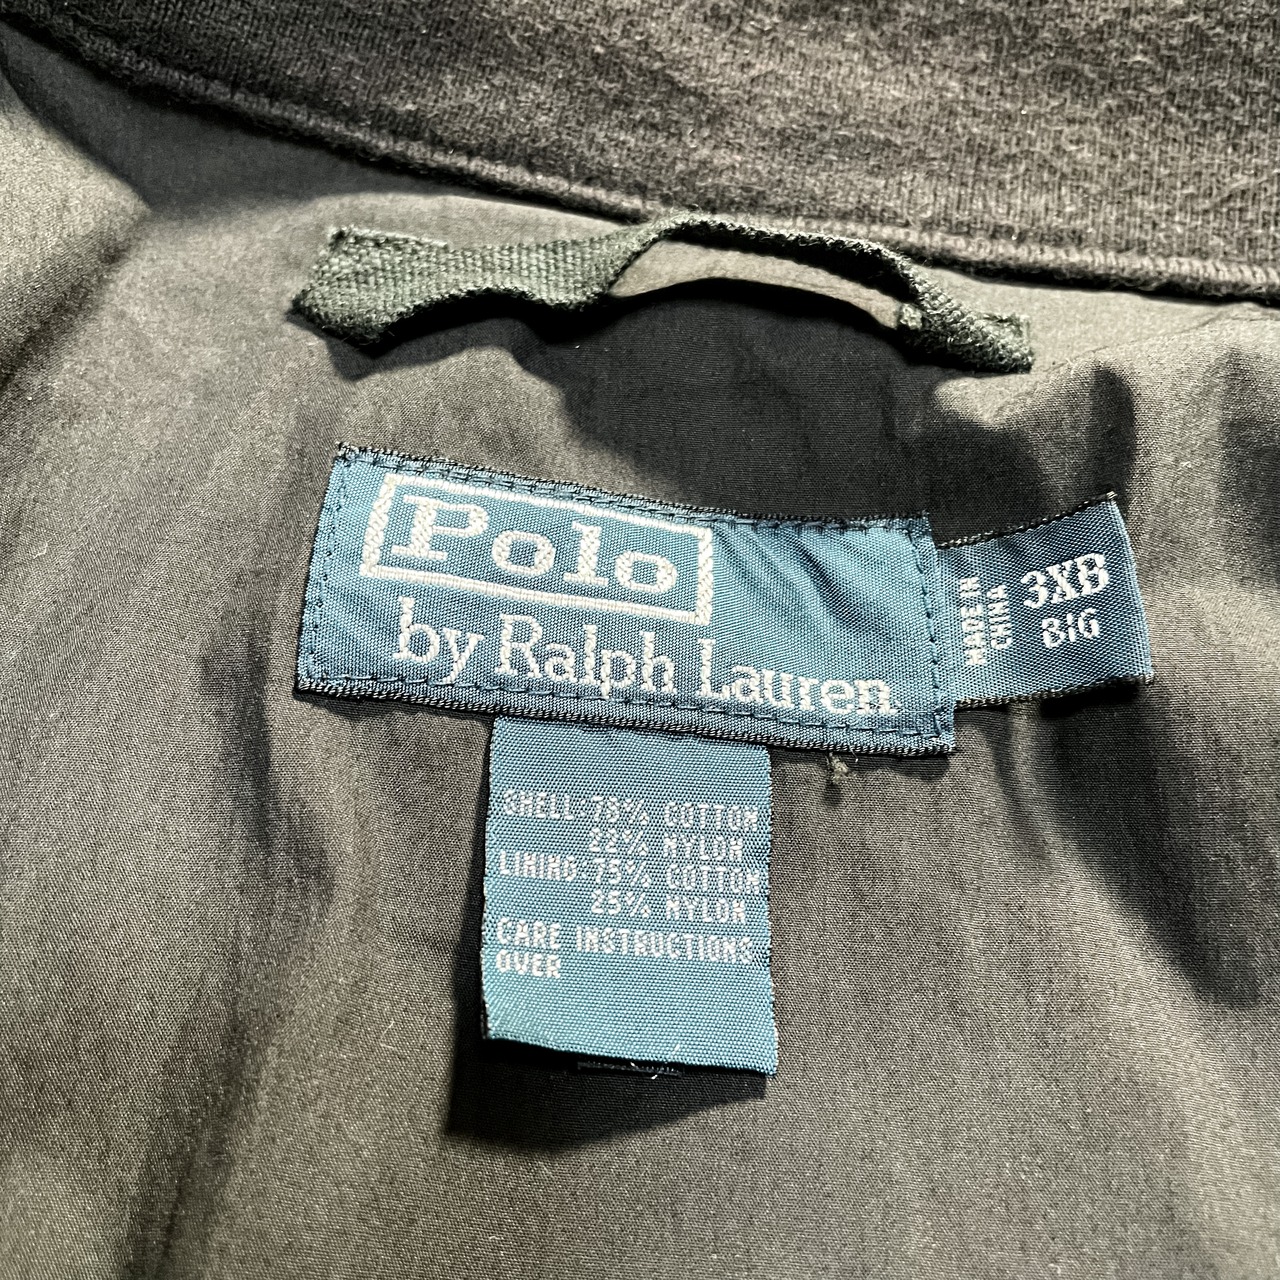 Polo
by Ralph Lauren
MADE IN
CHINA
3XB
BIG
SHELL 78% COTTON
22% NYLON
LINING 75% COTTON
25% NYLON
CARE INSTRUCTIONS
OVER